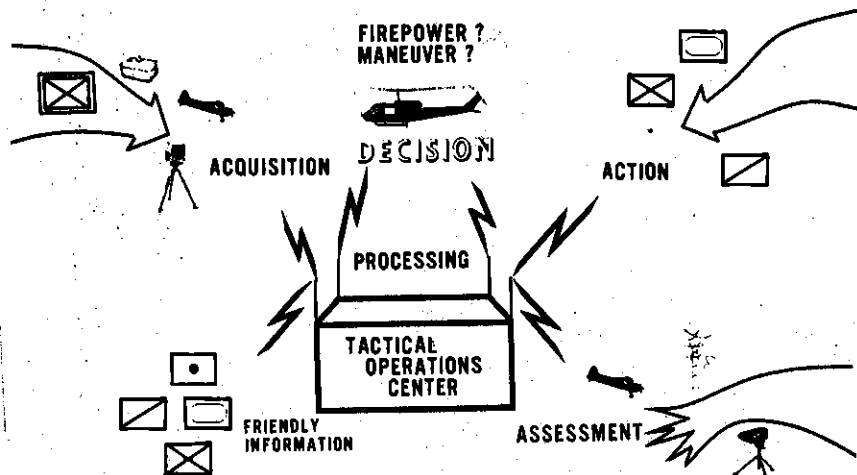 FIREPOWER ?
MANEUVER ?
DECISION
ACQUISITION
ACTION
PROCESSING
TACTICAL
OPERATIONS
CENTER
FRIENDLY
INFORMATION
ASSESSMENT